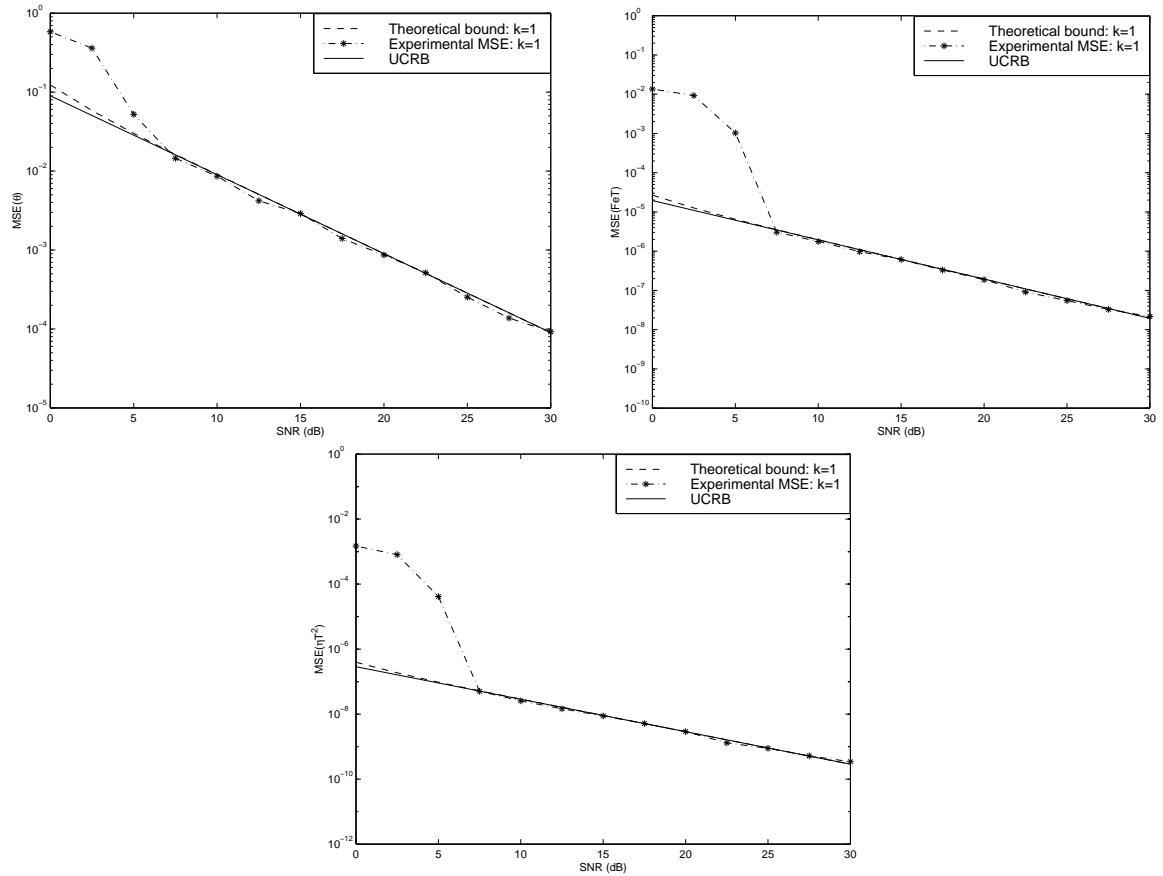 10^0
10^-1
10^-2
10^-3
10^-4
10^-5
MSE(θ)
0 5 10 15 20 25 30
SNR (dB)
Theoretical bound: k=1
Experimental MSE: k=1
UCRB
10^0
10^-1
10^-2
10^-3
10^-4
10^-5
10^-6
10^-7
10^-8
10^-9
10^-10
MSE(FeT)
0 5 10 15 20 25 30
SNR (dB)
Theoretical bound: k=1
Experimental MSE: k=1
UCRB
10^0
10^-2
10^-4
10^-6
10^-8
10^-10
10^-12
MSE(ηT^2)
0 5 10 15 20 25 30
SNR (dB)
Theoretical bound: k=1
Experimental MSE: k=1
UCRB